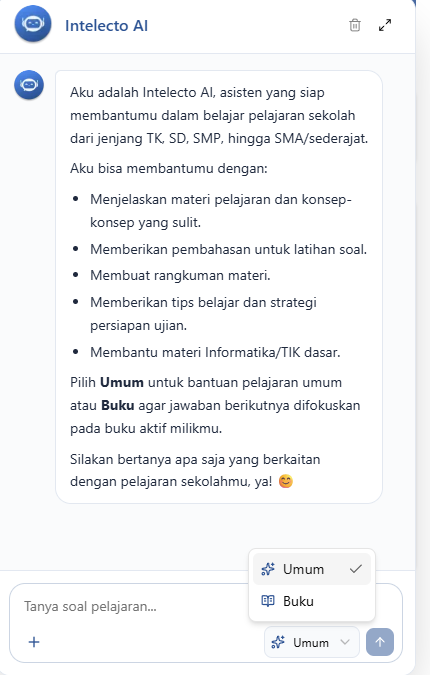 Intelecto AI
Aku adalah Intelecto AI, asisten yang siap
membantumu dalam belajar pelajaran sekolah
dari jenjang TK, SD, SMP, hingga SMA/sederajat.
Aku bisa membantumu dengan:
• Menjelaskan materi pelajaran dan konsep-
konsep yang sulit.
• Memberikan pembahasan untuk latihan soal.
• Membuat rangkuman materi.
• Memberikan tips belajar dan strategi
persiapan ujian.
• Membantu materi Informatika/TIK dasar.
Pilih Umum untuk bantuan pelajaran umum
atau Buku agar jawaban berikutnya difokuskan
pada buku aktif milikmu.
Silakan bertanya apa saja yang berkaitan
dengan pelajaran sekolahmu, ya! 😊
Umum
Buku
Tanya soal pelajaran...
Umum